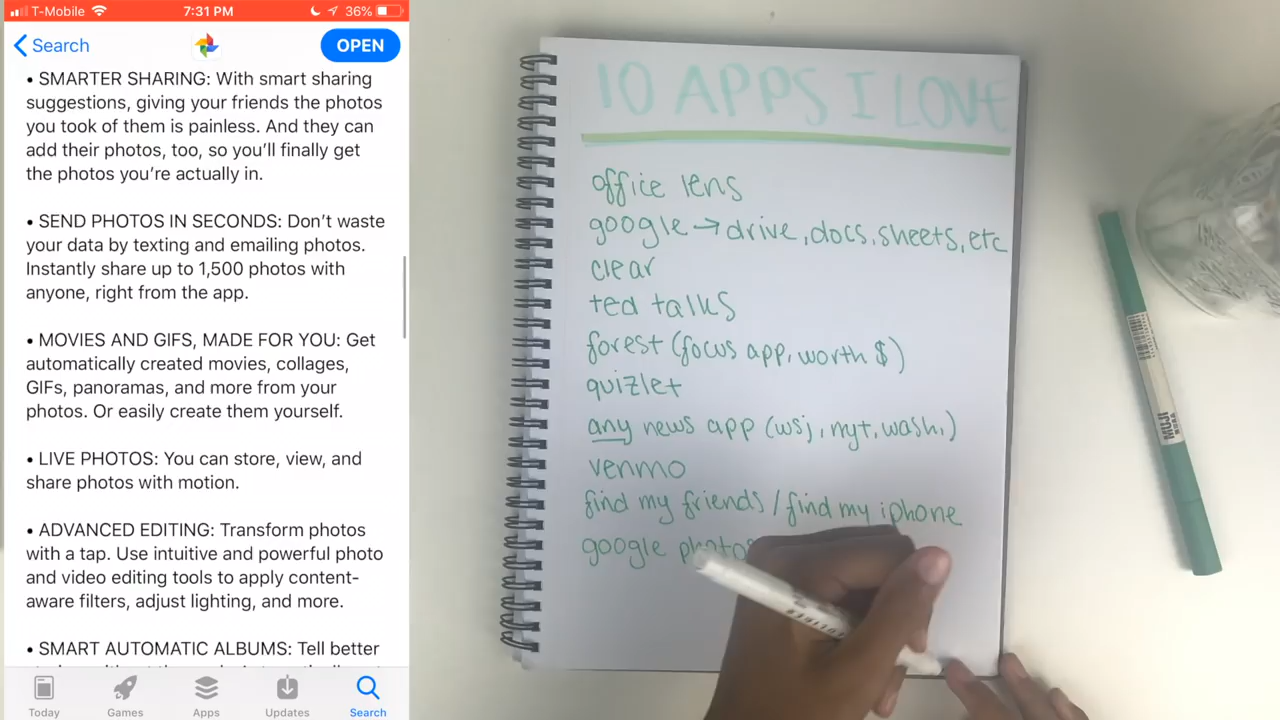 T-Mobile 7:31 PM 36%
Search OPEN
• SMARTER SHARING: With smart sharing
suggestions, giving your friends the photos
you took of them is painless. And they can
add their photos, too, so you'll finally get
the photos you're actually in.
• SEND PHOTOS IN SECONDS: Don't waste
your data by texting and emailing photos.
Instantly share up to 1,500 photos with
anyone, right from the app.
• MOVIES AND GIFS, MADE FOR YOU: Get
automatically created movies, collages,
GIFs, panoramas, and more from your
photos. Or easily create them yourself.
• LIVE PHOTOS: You can store, view, and
share photos with motion.
• ADVANCED EDITING: Transform photos
with a tap. Use intuitive and powerful photo
and video editing tools to apply content-
aware filters, adjust lighting, and more.
• SMART AUTOMATIC ALBUMS: Tell better
Today Games Apps Updates Search
10 APPS I LOVE
office lens
google → drive, docs, sheets, etc
clear
ted talks
forest (focus app, worth $)
quizlet
any news app (wsj, nyt, wash.)
venmo
find my friends / find my iphone
google photos
MUJI